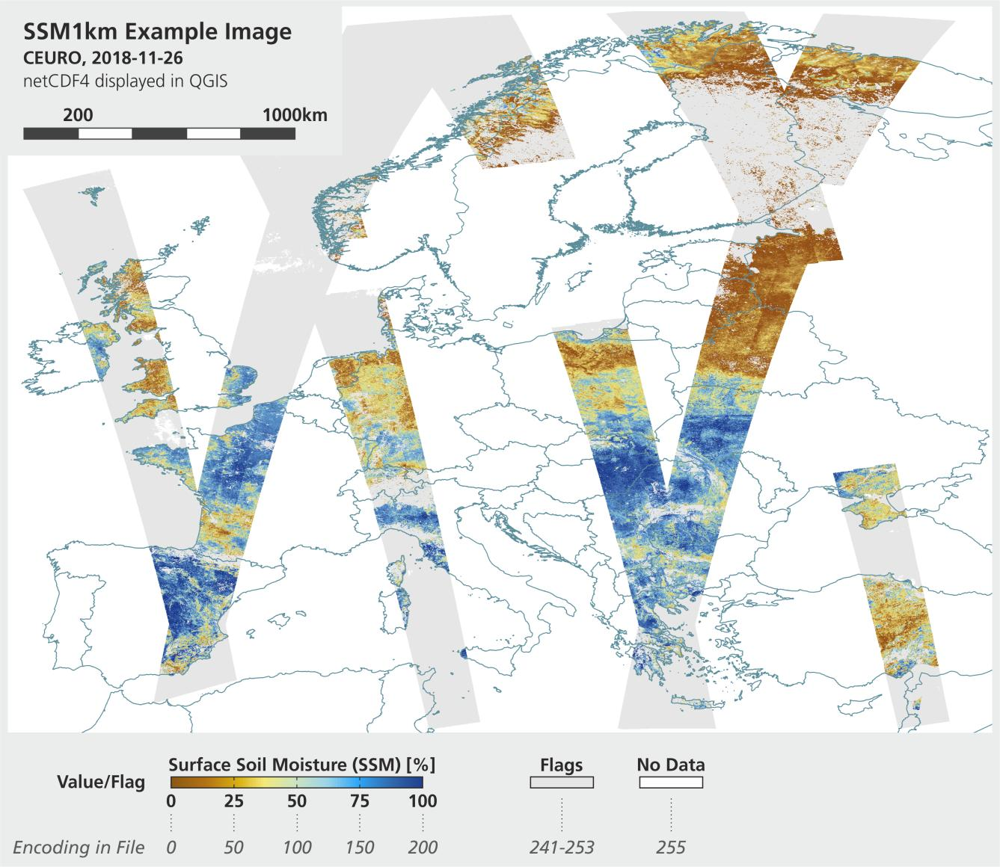 SSM1km Example Image
CEURO, 2018-11-26
netCDF4 displayed in QGIS
200 1000km
Surface Soil Moisture (SSM) [%] Flags No Data
Value/Flag
0 25 50 75 100
Encoding in File 0 50 100 150 200 241-253 255